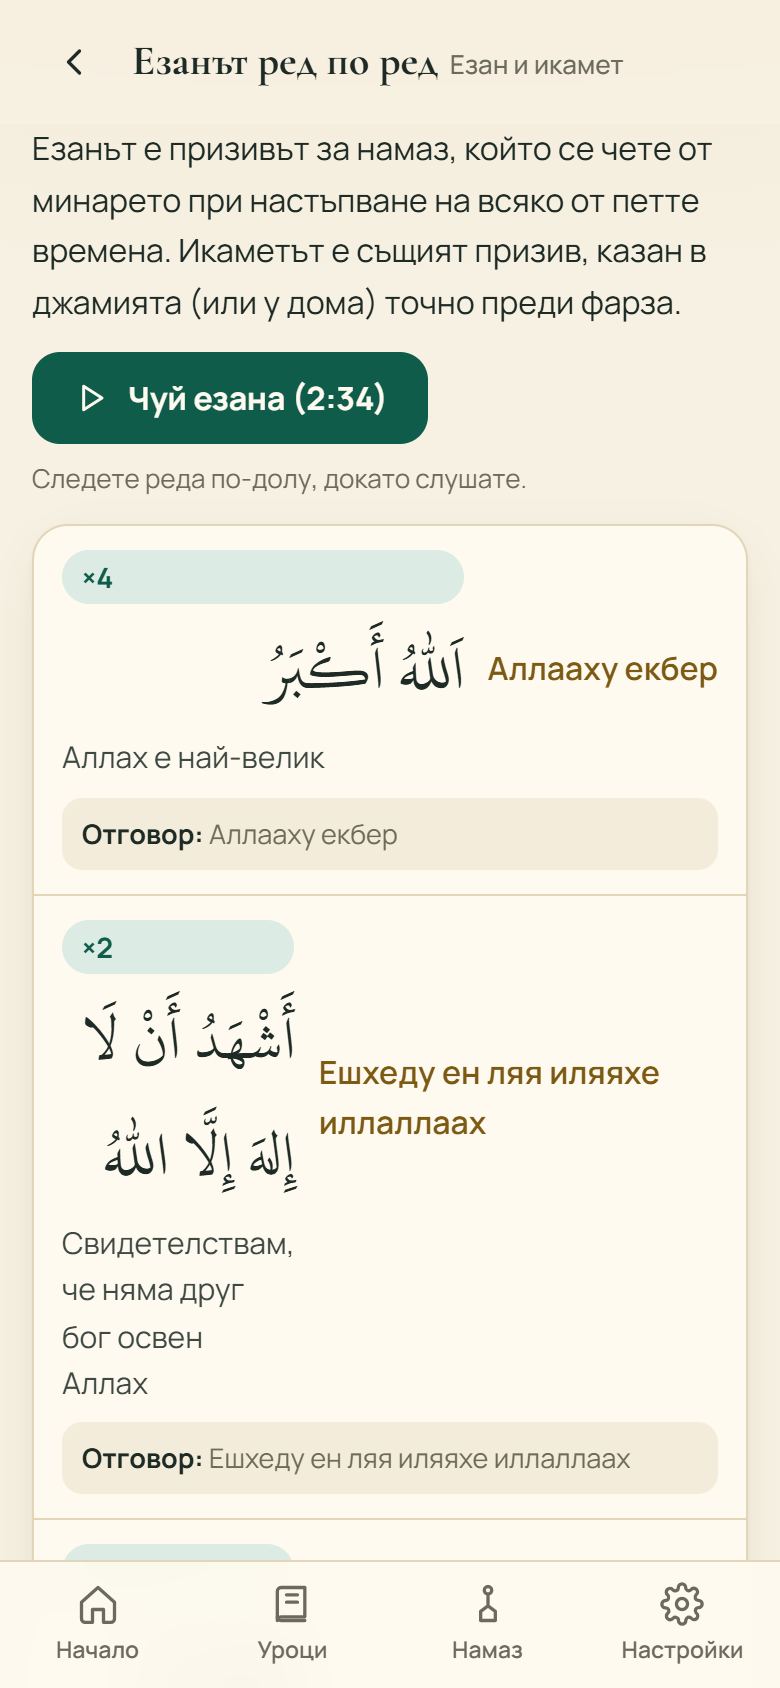 Езанът ред по ред Езан и икамет
Езанът е призивът за намаз, който се чете от
минарето при настъпване на всяко от петте
времена. Икаметът е същият призив, казан в
джамията (или у дома) точно преди фарза.
Чуй езана (2:34)
Следете реда по-долу, докато слушате.
×4
اَللّٰهُ أَكْبَرُ Аллааху екбер
Аллах е най-велик
Отговор: Аллааху екбер
×2
أَشْهَدُ أَنْ لَا
إِلٰهَ إِلَّا اللّٰهُ
Ешхеду ен ляя иляяхе
иллаллаах
Свидетелствам,
че няма друг
бог освен
Аллах
Отговор: Ешхеду ен ляя иляяхе иллаллаах
Начало
Уроци
Намаз
Настройки